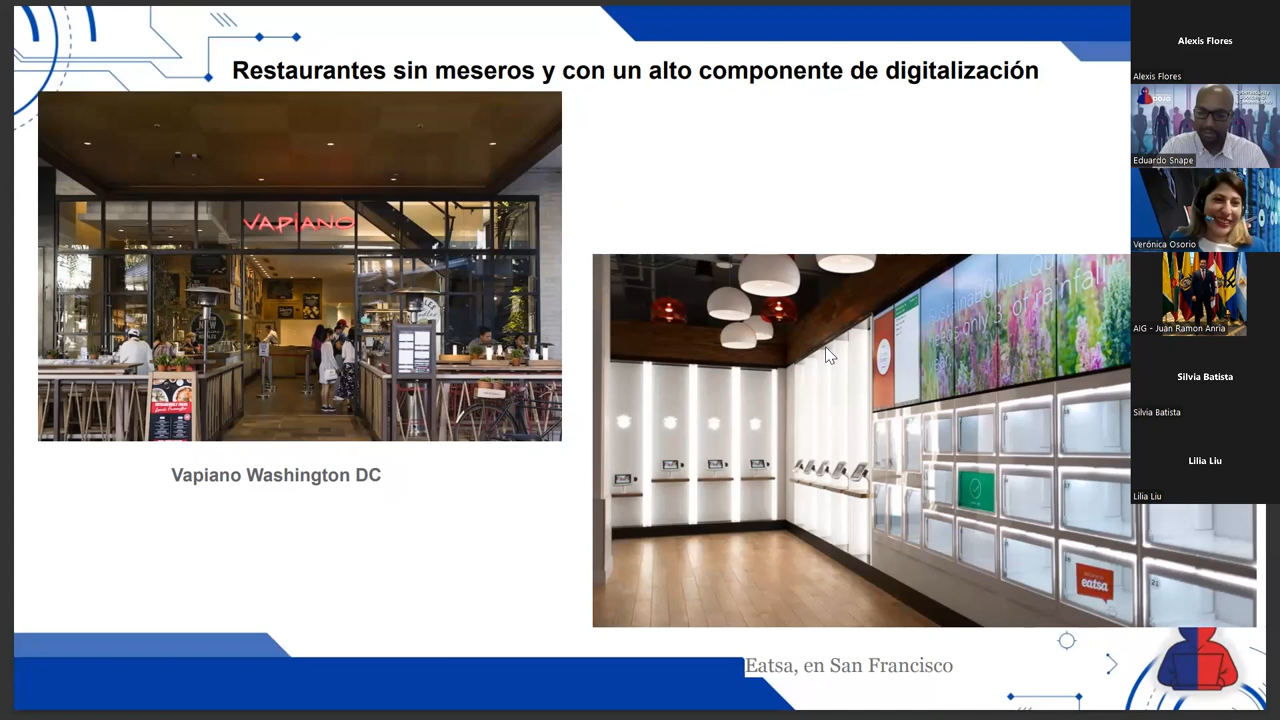 Restaurantes sin meseros y con un alto componente de digitalización
VAPIANO
NEW
Vapiano Washington DC
eatsa
21
Eatsa, en San Francisco
Alexis Flores
Alexis Flores
Eduardo Snape
Verónica Osorio
AIG - Juan Ramon Anria
Silvia Batista
Silvia Batista
Lilia Liu
Lilia Liu